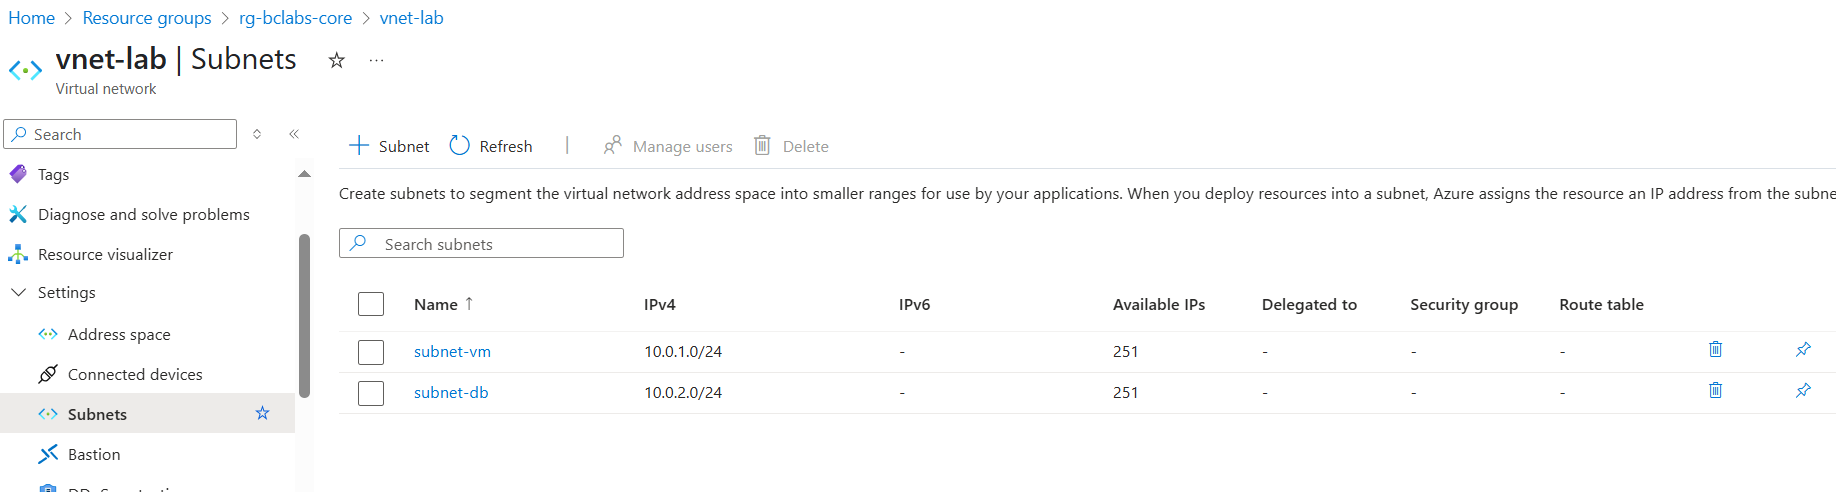 Home > Resource groups > rg-bclabs-core > vnet-lab
vnet-lab | Subnets ☆ ···
Virtual network
Search
Tags
Diagnose and solve problems
Resource visualizer
Settings
Address space
Connected devices
Subnets
Bastion
+ Subnet Refresh | Manage users Delete
Create subnets to segment the virtual network address space into smaller ranges for use by your applications. When you deploy resources into a subnet, Azure assigns the resource an IP address from the subne
Search subnets
Name ↑ IPv4 IPv6 Available IPs Delegated to Security group Route table
subnet-vm 10.0.1.0/24 - 251 - - -
subnet-db 10.0.2.0/24 - 251 - - -